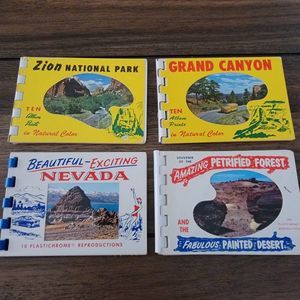 Zion NATIONAL PARK
TEN
Album
Prints
in Natural Color
GRAND CANYON
TEN
Album
Prints
in Natural Color
BEAUTIFUL-EXCITING
NEVADA
10 PLASTICHROME® REPRODUCTIONS
SOUVENIR OF THE
AMAZING PETRIFIED FOREST
AND THE
FABULOUS PAINTED DESERT